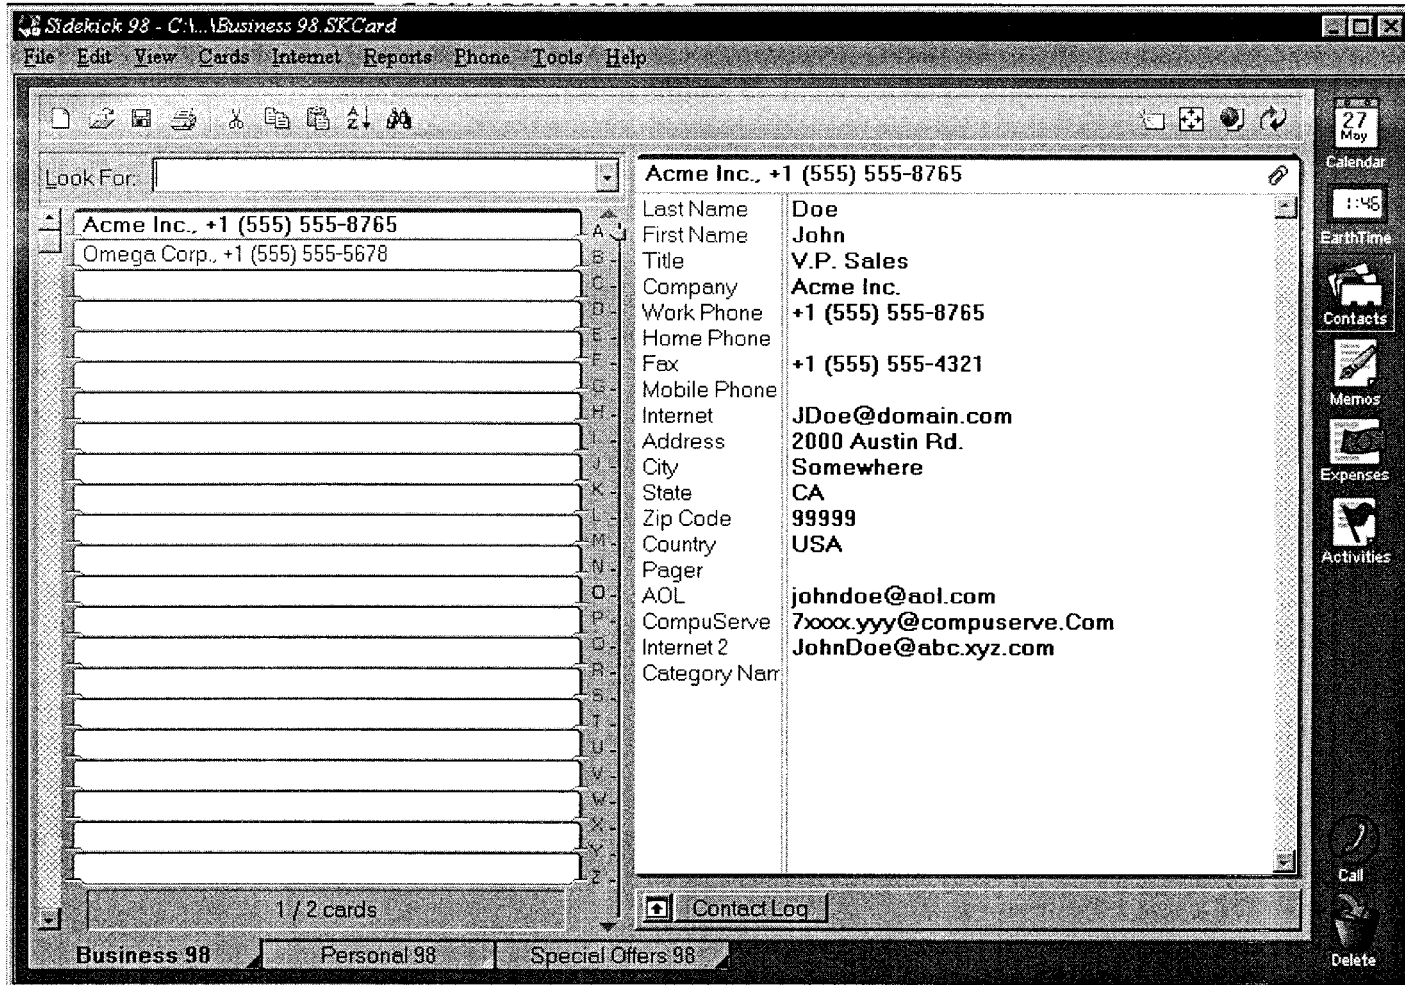 Sidekick 98 - C:\...\Business 98.SKCard
File Edit View Cards Internet Reports Phone Tools Help
Look For:
Acme Inc., +1 (555) 555-8765
Omega Corp., +1 (555) 555-5678
A
B
C
D
E
F
G
H
I
J
K
L
M
N
O
P
Q
R
S
T
U
V
W
X
Y
Z
1 / 2 cards
Acme Inc., +1 (555) 555-8765
Last Name Doe
First Name John
Title V.P. Sales
Company Acme Inc.
Work Phone +1 (555) 555-8765
Home Phone
Fax +1 (555) 555-4321
Mobile Phone
Internet JDoe@domain.com
Address 2000 Austin Rd.
City Somewhere
State CA
Zip Code 99999
Country USA
Pager
AOL johndoe@aol.com
CompuServe 7xxxx.yyy@compuserve.Com
Internet 2 JohnDoe@abc.xyz.com
Category Nam
Contact Log
Business 98 Personal 98 Special Offers 98
27
May
Calendar
1:46
EarthTime
Contacts
Memos
Expenses
Activities
Call
Delete